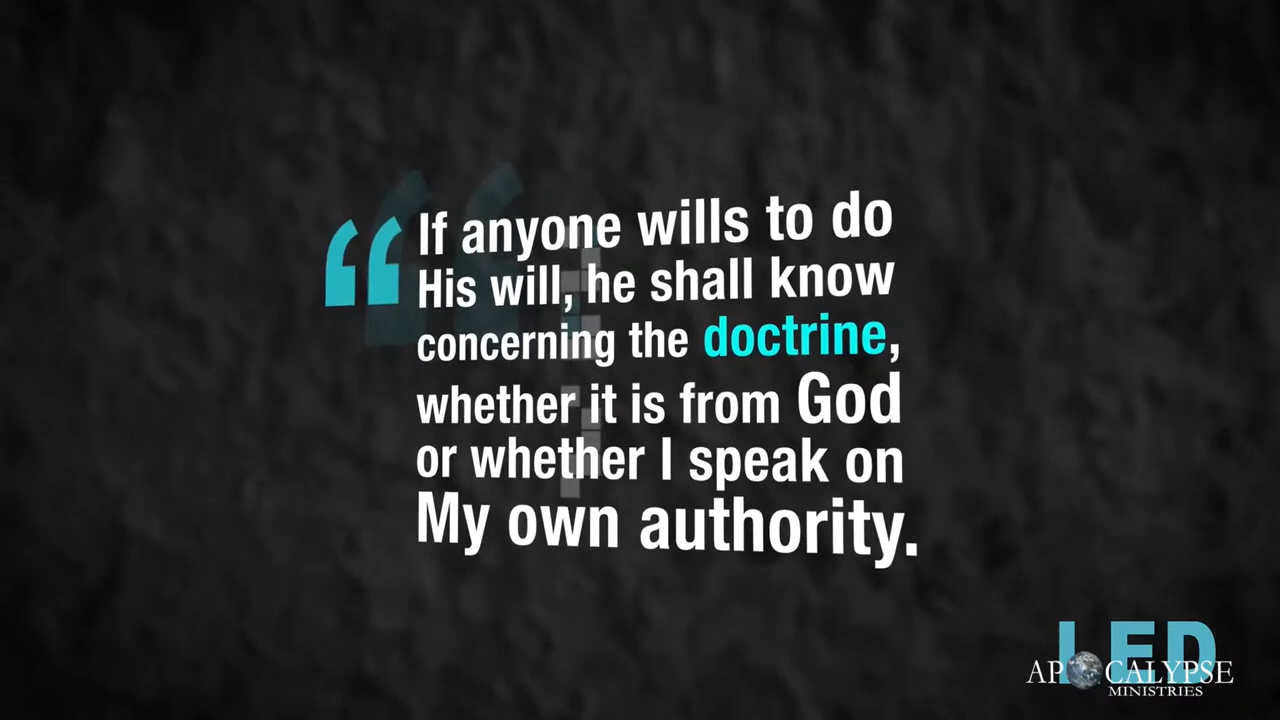 “If anyone wills to do
His will, he shall know
concerning the doctrine,
whether it is from God
or whether I speak on
My own authority.
LED
APOCALYPSE
MINISTRIES